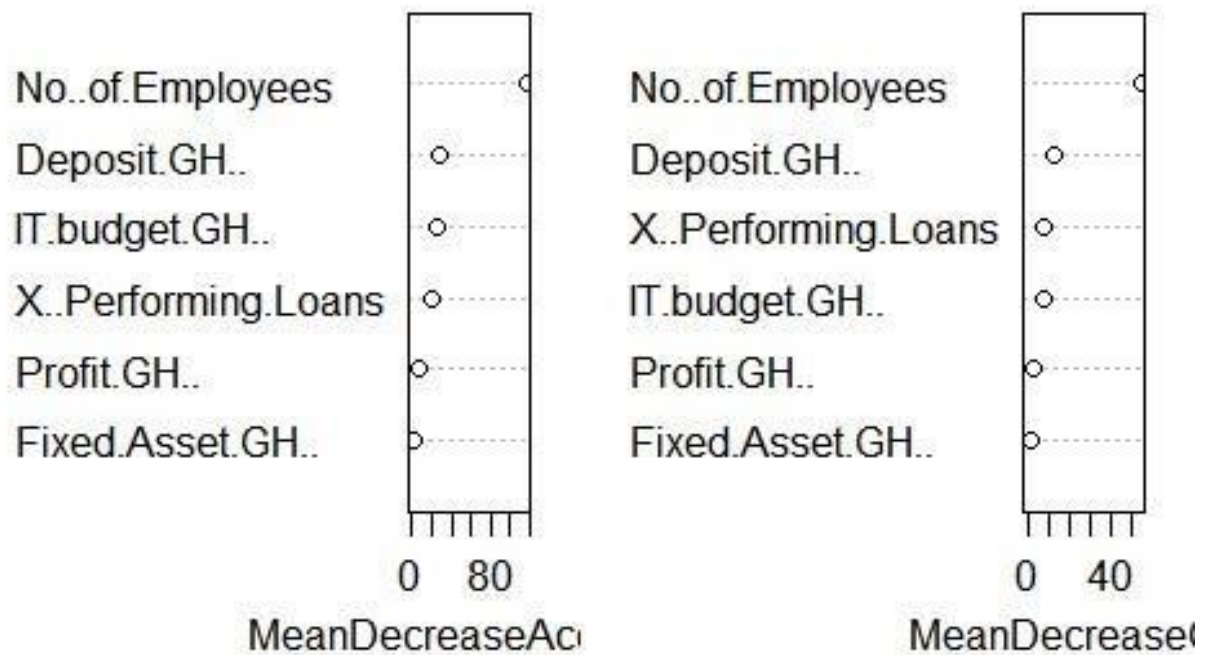 No..of.Employees
Deposit.GH..
IT.budget.GH..
X..Performing.Loans
Profit.GH..
Fixed.Asset.GH..
0 80
No..of.Employees
Deposit.GH..
X..Performing.Loans
IT.budget.GH..
Profit.GH..
Fixed.Asset.GH..
0 40